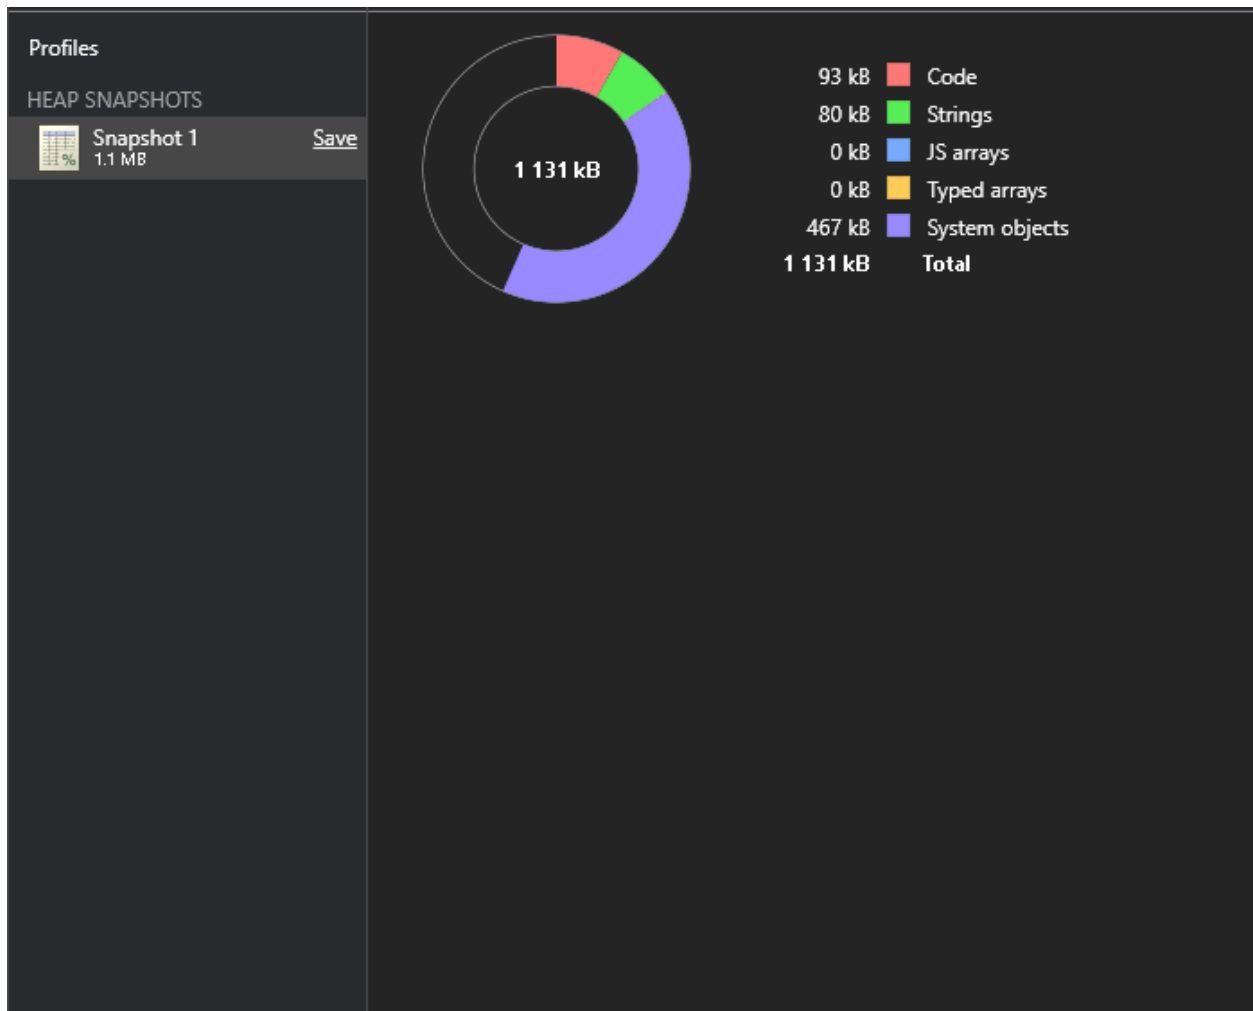 Profiles
HEAP SNAPSHOTS
Snapshot 1 Save
1.1 MB
%
1 131 kB
93 kB Code
80 kB Strings
0 kB JS arrays
0 kB Typed arrays
467 kB System objects
1 131 kB Total